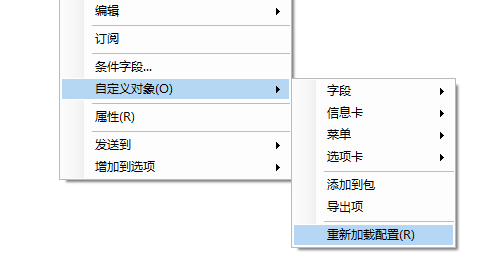 编辑
订阅
条件字段...
自定义对象(O)
属性(R)
发送到
增加到选项
字段
信息卡
菜单
选项卡
添加到包
导出项
重新加载配置(R)